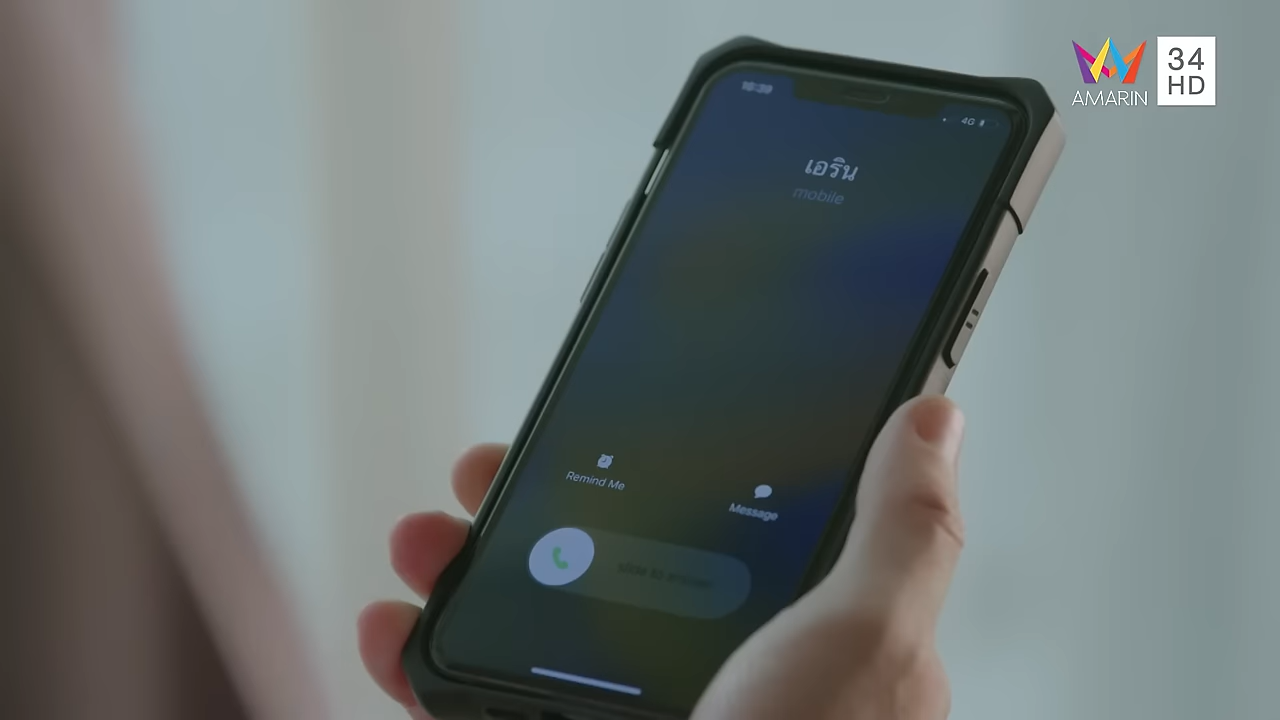 AMARIN
34
HD
4G
เอริน
mobile
Remind Me
Message